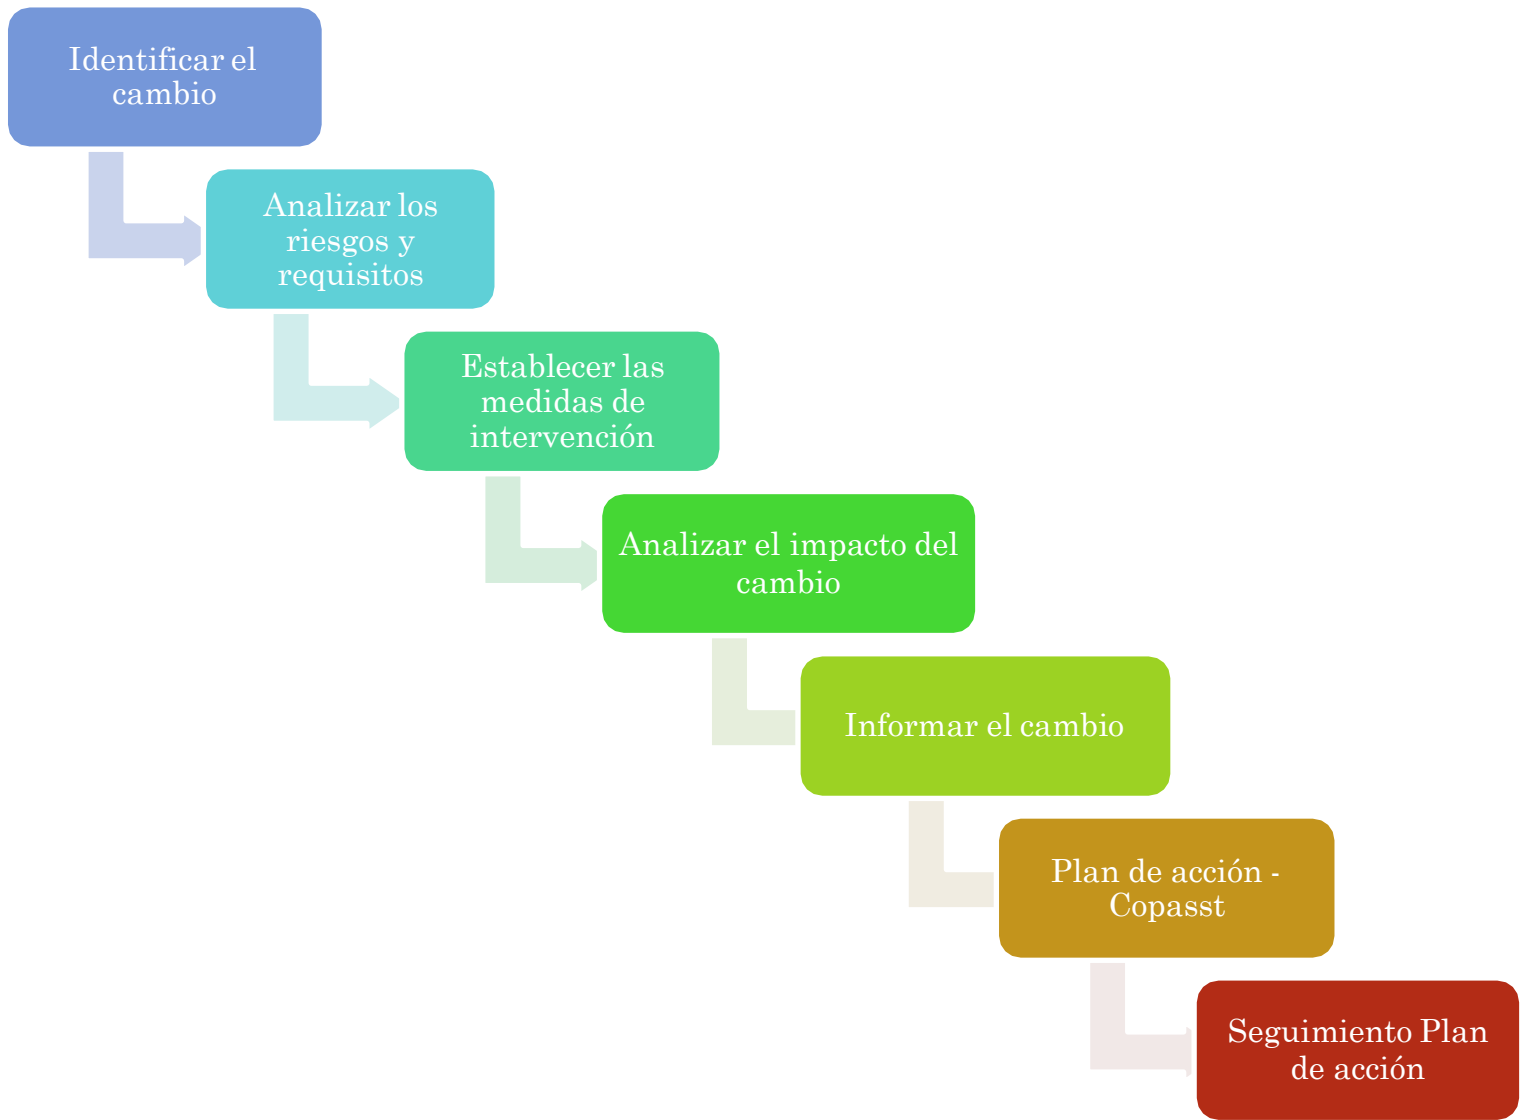 Identificar el
cambio
Analizar los
riesgos y
requisitos
Establecer las
medidas de
intervención
Analizar el impacto del
cambio
Informar el cambio
Plan de acción -
Copasst
Seguimiento Plan
de acción